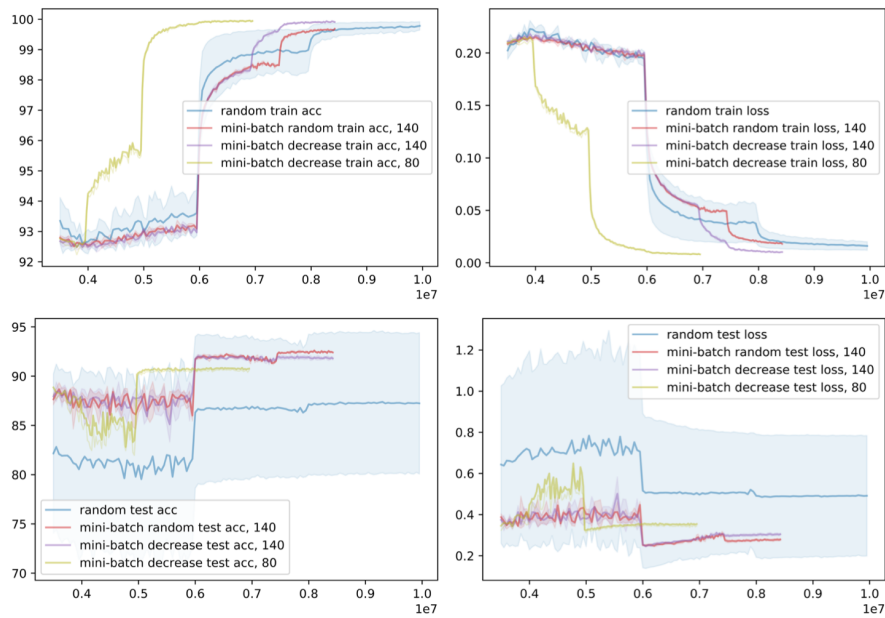 100
99
98
97
96
95
94
93
92
random train acc
mini-batch random train acc, 140
mini-batch decrease train acc, 140
mini-batch decrease train acc, 80
0.4 0.5 0.6 0.7 0.8 0.9 1.0
1e7
0.20
0.15
0.10
0.05
0.00
random train loss
mini-batch random train loss, 140
mini-batch decrease train loss, 140
mini-batch decrease train loss, 80
0.4 0.5 0.6 0.7 0.8 0.9 1.0
1e7
95
90
85
80
75
70
random test acc
mini-batch random test acc, 140
mini-batch decrease test acc, 140
mini-batch decrease test acc, 80
0.4 0.5 0.6 0.7 0.8 0.9 1.0
1e7
1.2
1.0
0.8
0.6
0.4
0.2
random test loss
mini-batch random test loss, 140
mini-batch decrease test loss, 140
mini-batch decrease test loss, 80
0.4 0.5 0.6 0.7 0.8 0.9 1.0
1e7